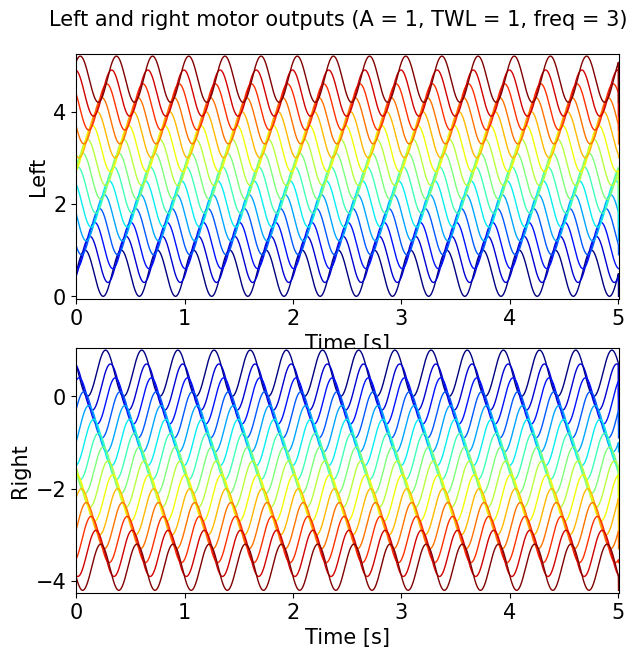 Left and right motor outputs (A = 1, TWL = 1, freq = 3)
4
2
0
Left
0 1 2 3 4 5
Time [s]
0
−2
−4
Right
0 1 2 3 4 5
Time [s]